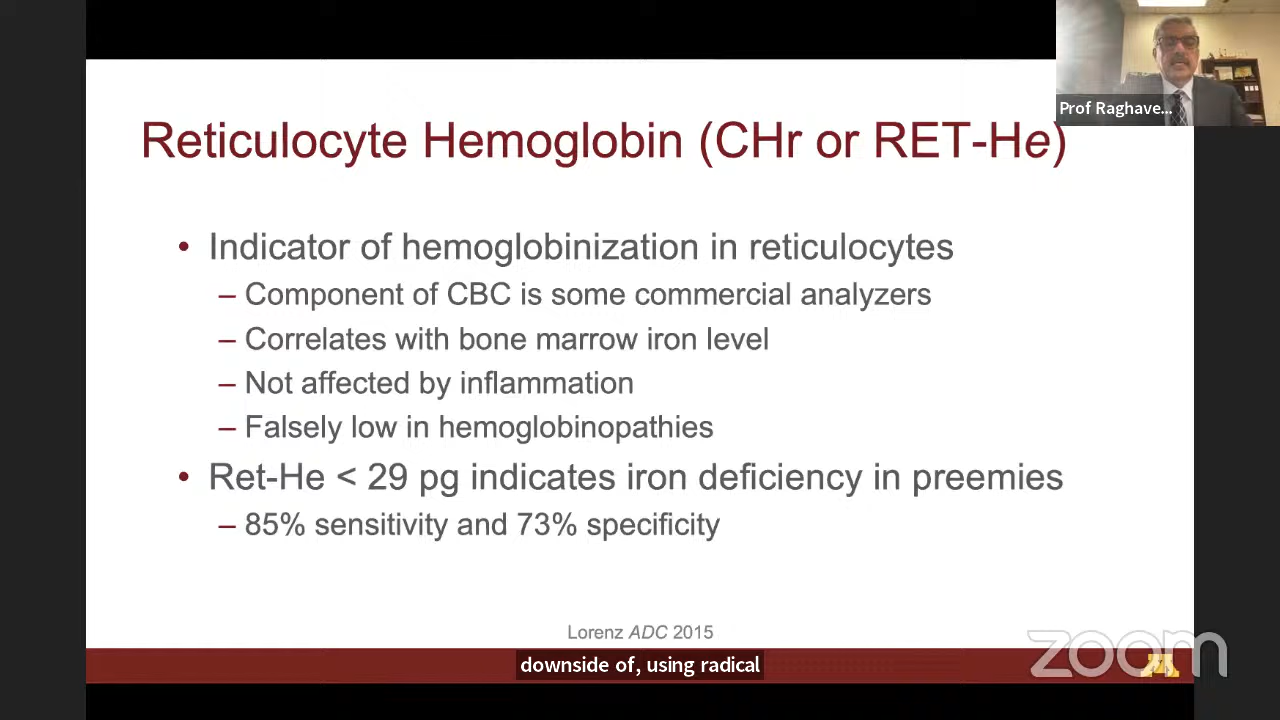 Prof Raghave...
Reticulocyte Hemoglobin (CHr or RET-He)
• Indicator of hemoglobinization in reticulocytes
– Component of CBC is some commercial analyzers
– Correlates with bone marrow iron level
– Not affected by inflammation
– Falsely low in hemoglobinopathies
• Ret-He < 29 pg indicates iron deficiency in preemies
– 85% sensitivity and 73% specificity
Lorenz ADC 2015
downside of, using radical
zoom
M